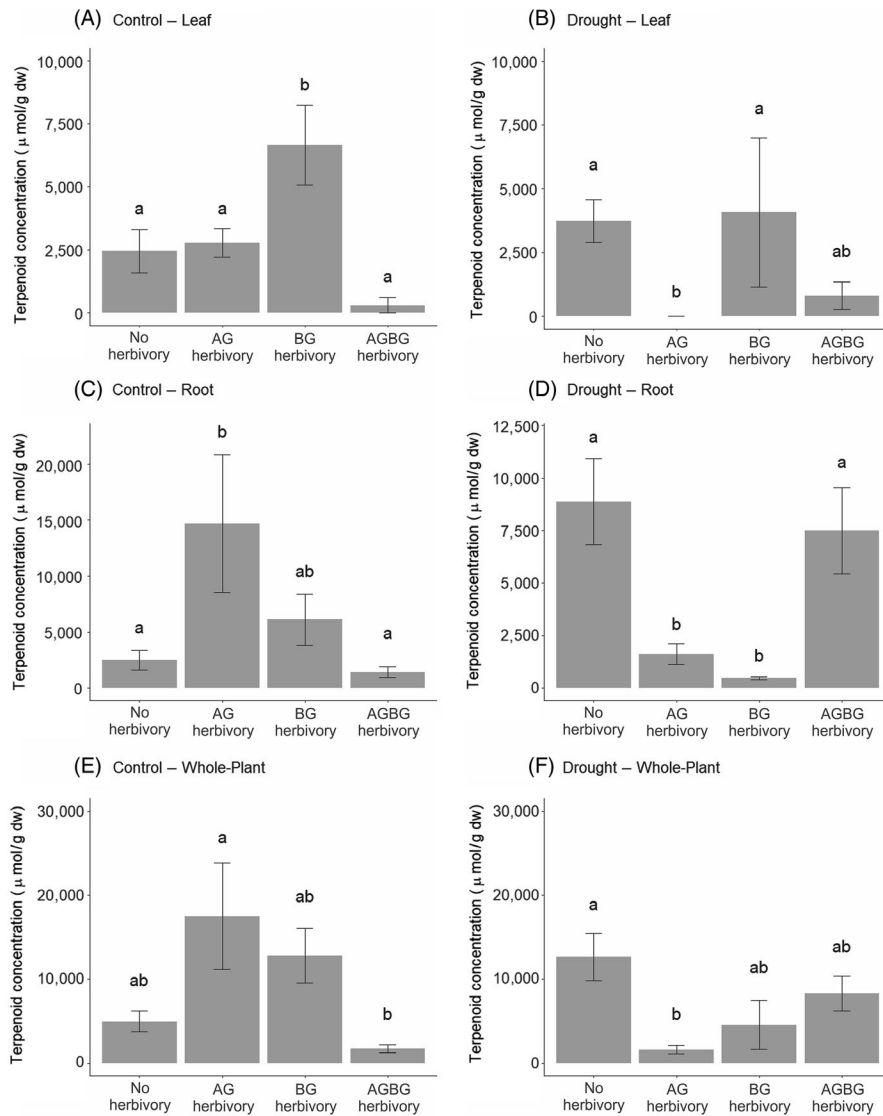 (A) Control – Leaf
Terpenoid concentration ( μ mol/g dw)
10,000
7,500
5,000
2,500
0
a
a
b
a
No
herbivory
AG
herbivory
BG
herbivory
AGBG
herbivory
(B) Drought – Leaf
Terpenoid concentration ( μ mol/g dw)
10,000
7,500
5,000
2,500
0
a
b
a
ab
No
herbivory
AG
herbivory
BG
herbivory
AGBG
herbivory
(C) Control – Root
Terpenoid concentration ( μ mol/g dw)
20,000
15,000
10,000
5,000
0
a
b
ab
a
No
herbivory
AG
herbivory
BG
herbivory
AGBG
herbivory
(D) Drought – Root
Terpenoid concentration ( μ mol/g dw)
12,500
10,000
7,500
5,000
2,500
0
a
b
b
a
No
herbivory
AG
herbivory
BG
herbivory
AGBG
herbivory
(E) Control – Whole-Plant
Terpenoid concentration ( μ mol/g dw)
30,000
20,000
10,000
0
ab
a
ab
b
No
herbivory
AG
herbivory
BG
herbivory
AGBG
herbivory
(F) Drought – Whole-Plant
Terpenoid concentration ( μ mol/g dw)
30,000
20,000
10,000
0
a
b
ab
ab
No
herbivory
AG
herbivory
BG
herbivory
AGBG
herbivory